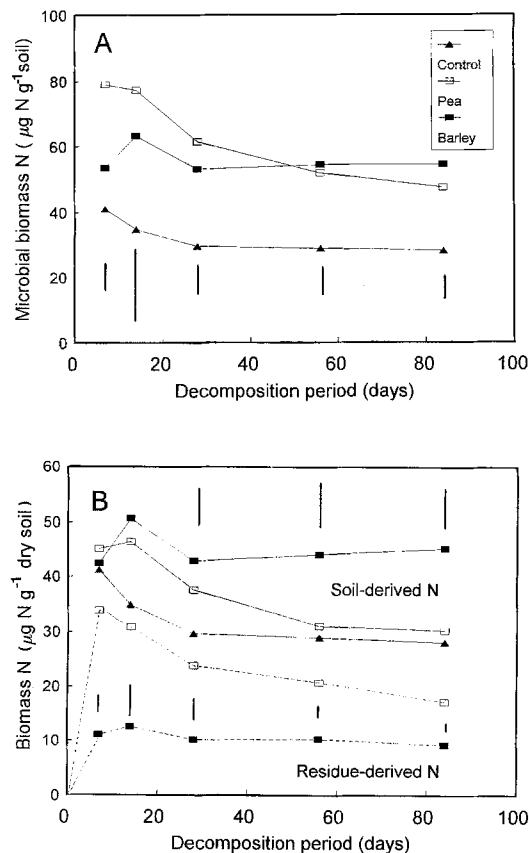 A
Microbial biomass N ( µg N g⁻¹soil)
100
80
60
40
20
0
Control
Pea
Barley
0 20 40 60 80 100
Decomposition period (days)
B
Biomass N (µg N g⁻¹ dry soil)
60
50
40
30
20
10
0
Soil-derived N
Residue-derived N
0 20 40 60 80 100
Decomposition period (days)